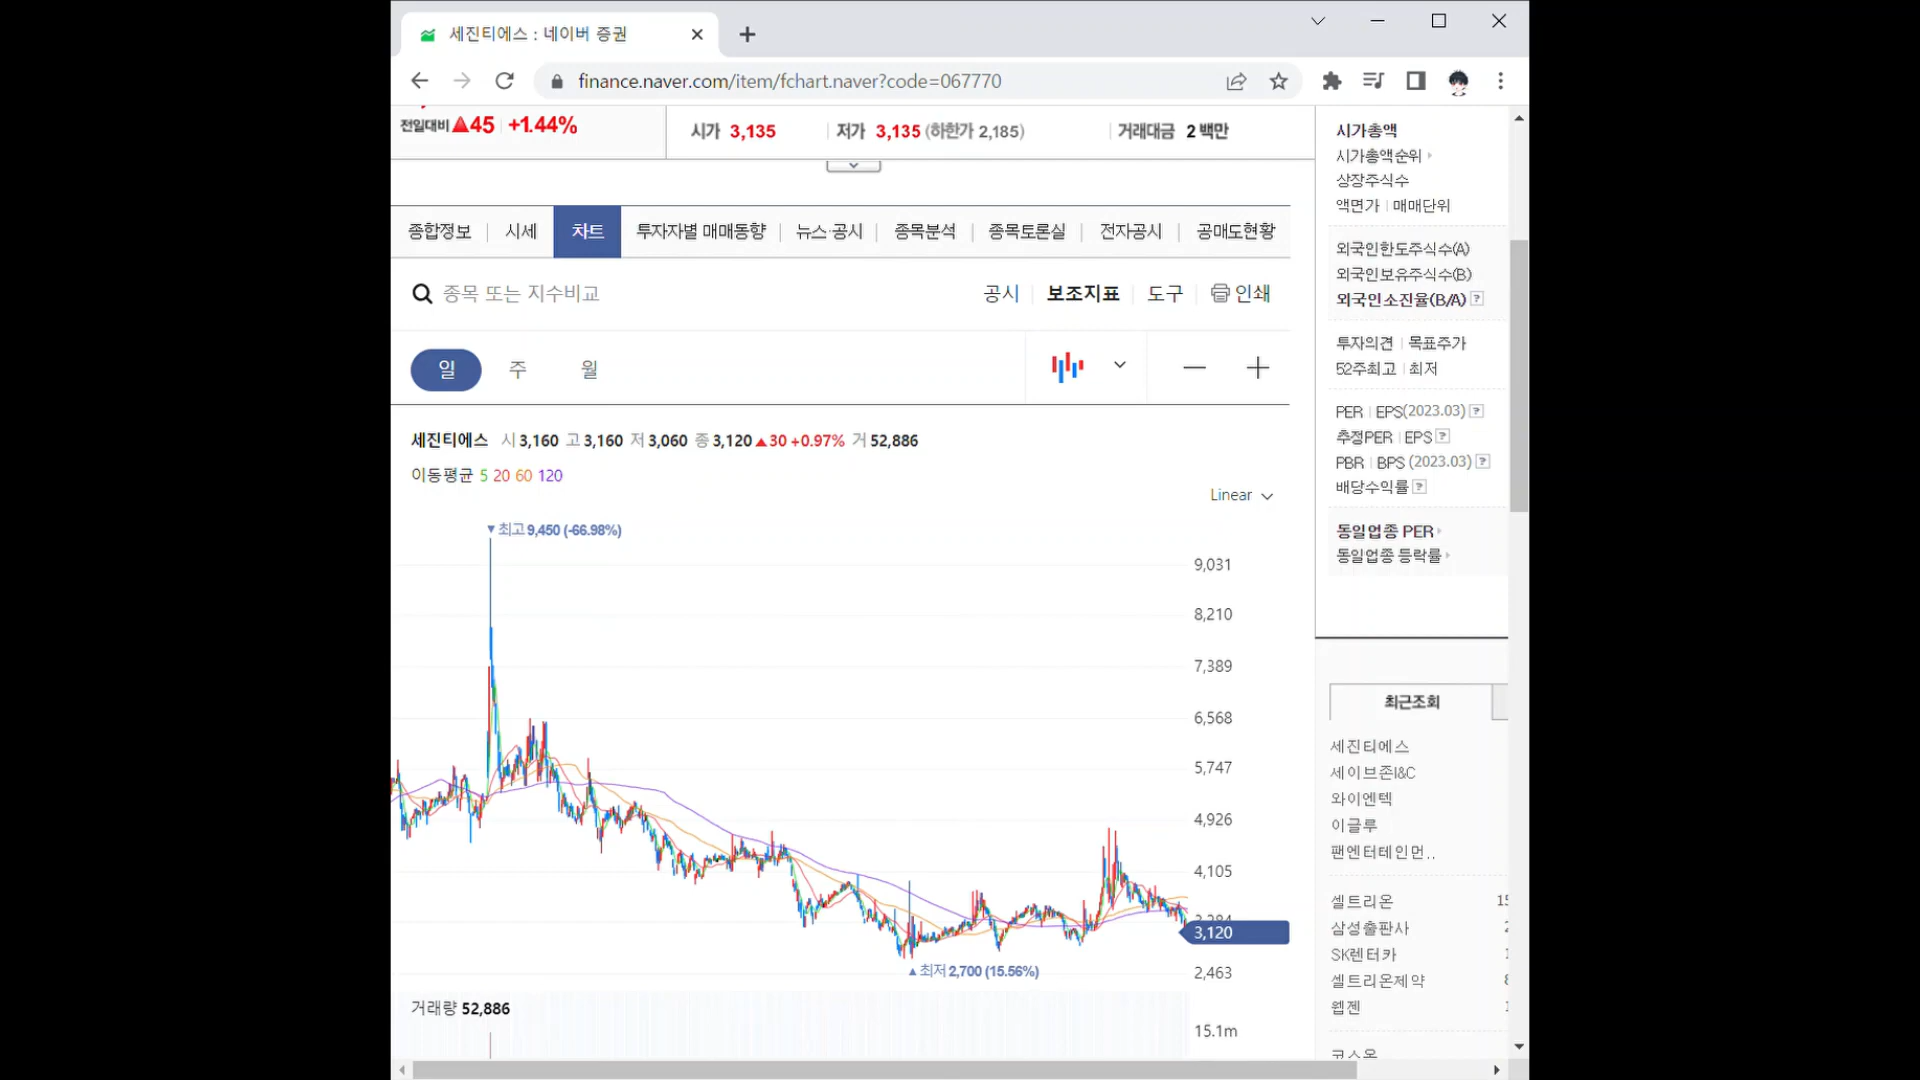 세진티에스 : 네이버 증권
finance.naver.com/item/fchart.naver?code=067770
전일대비 ▲45 +1.44%
시가 3,135 저가 3,135 (하한가 2,185) 거래대금 2 백만
종합정보 시세 차트 투자자별 매매동향 뉴스·공시 종목분석 종목토론실 전자공시 공매도현황
종목 또는 지수비교 공시 보조지표 도구 인쇄
일 주 월
세진티에스 시 3,160 고 3,160 저 3,060 종 3,120 ▲30 +0.97% 거 52,886
이동평균 5 20 60 120
Linear
▼최고 9,450 (-66.98%)
9,031
8,210
7,389
6,568
5,747
4,926
4,105
3,120
▲최저 2,700 (15.56%)
2,463
거래량 52,886
15.1m
시가총액
시가총액순위
상장주식수
액면가 | 매매단위
외국인한도주식수(A)
외국인보유주식수(B)
외국인소진율(B/A) ?
투자의견 | 목표주가
52주최고 | 최저
PER | EPS(2023.03) ?
추정PER | EPS ?
PBR | BPS (2023.03) ?
배당수익률 ?
동일업종 PER
동일업종 등락률
최근조회
세진티에스
세이브존I&C
와이엔텍
이글루
팬엔터테인먼..
셀트리온
삼성출판사
SK렌터카
셀트리온제약
웹젠